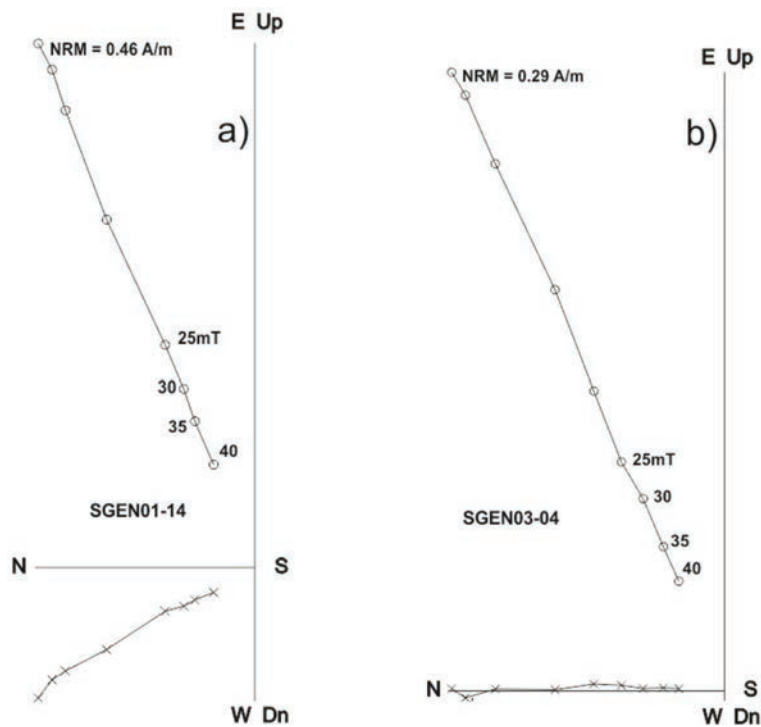 E Up
NRM = 0.46 A/m
a)
25mT
30
35
40
SGEN01-14
N
S
W Dn
E Up
NRM = 0.29 A/m
b)
25mT
30
35
40
SGEN03-04
N
S
W Dn